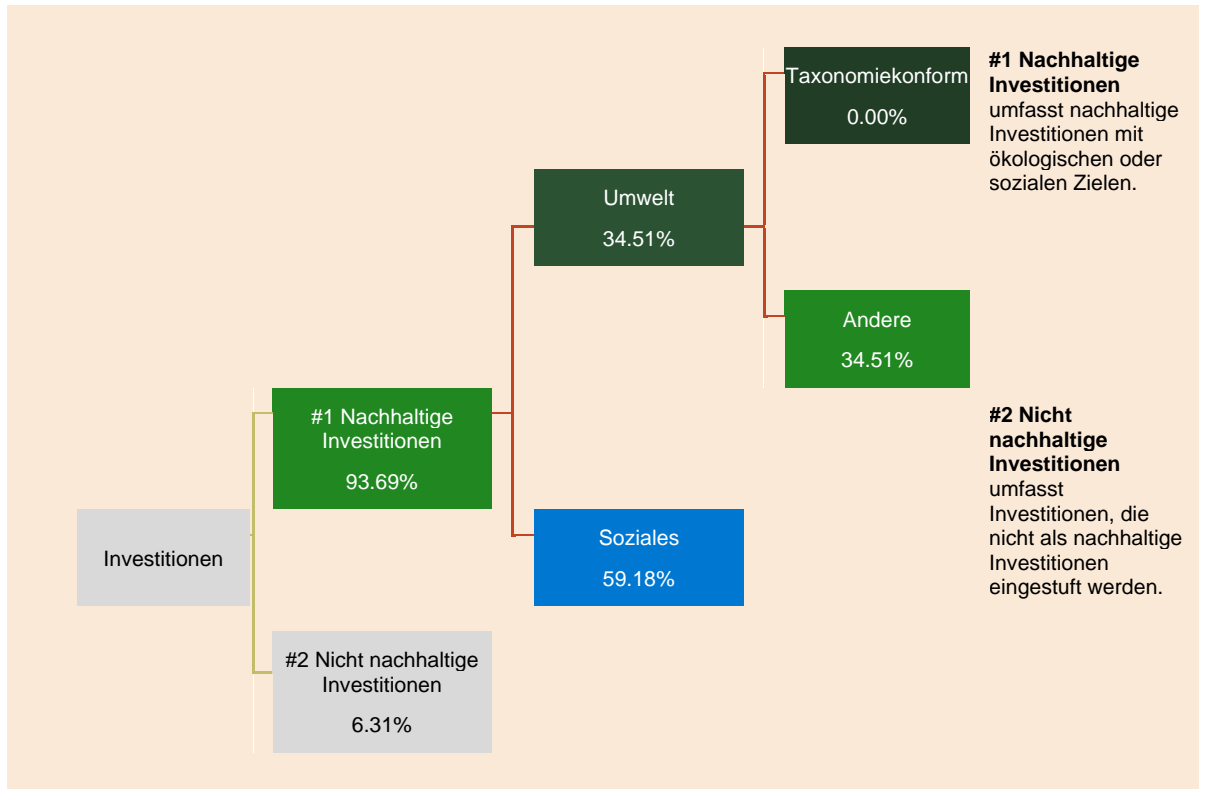 Taxonomiekonform
0.00%
#1 Nachhaltige
Investitionen
umfasst nachhaltige
Investitionen mit
ökologischen oder
sozialen Zielen.
Umwelt
34.51%
Andere
34.51%
#1 Nachhaltige
Investitionen
93.69%
#2 Nicht
nachhaltige
Investitionen
umfasst
Investitionen, die
nicht als nachhaltige
Investitionen
eingestuft werden.
Investitionen
Soziales
59.18%
#2 Nicht nachhaltige
Investitionen
6.31%